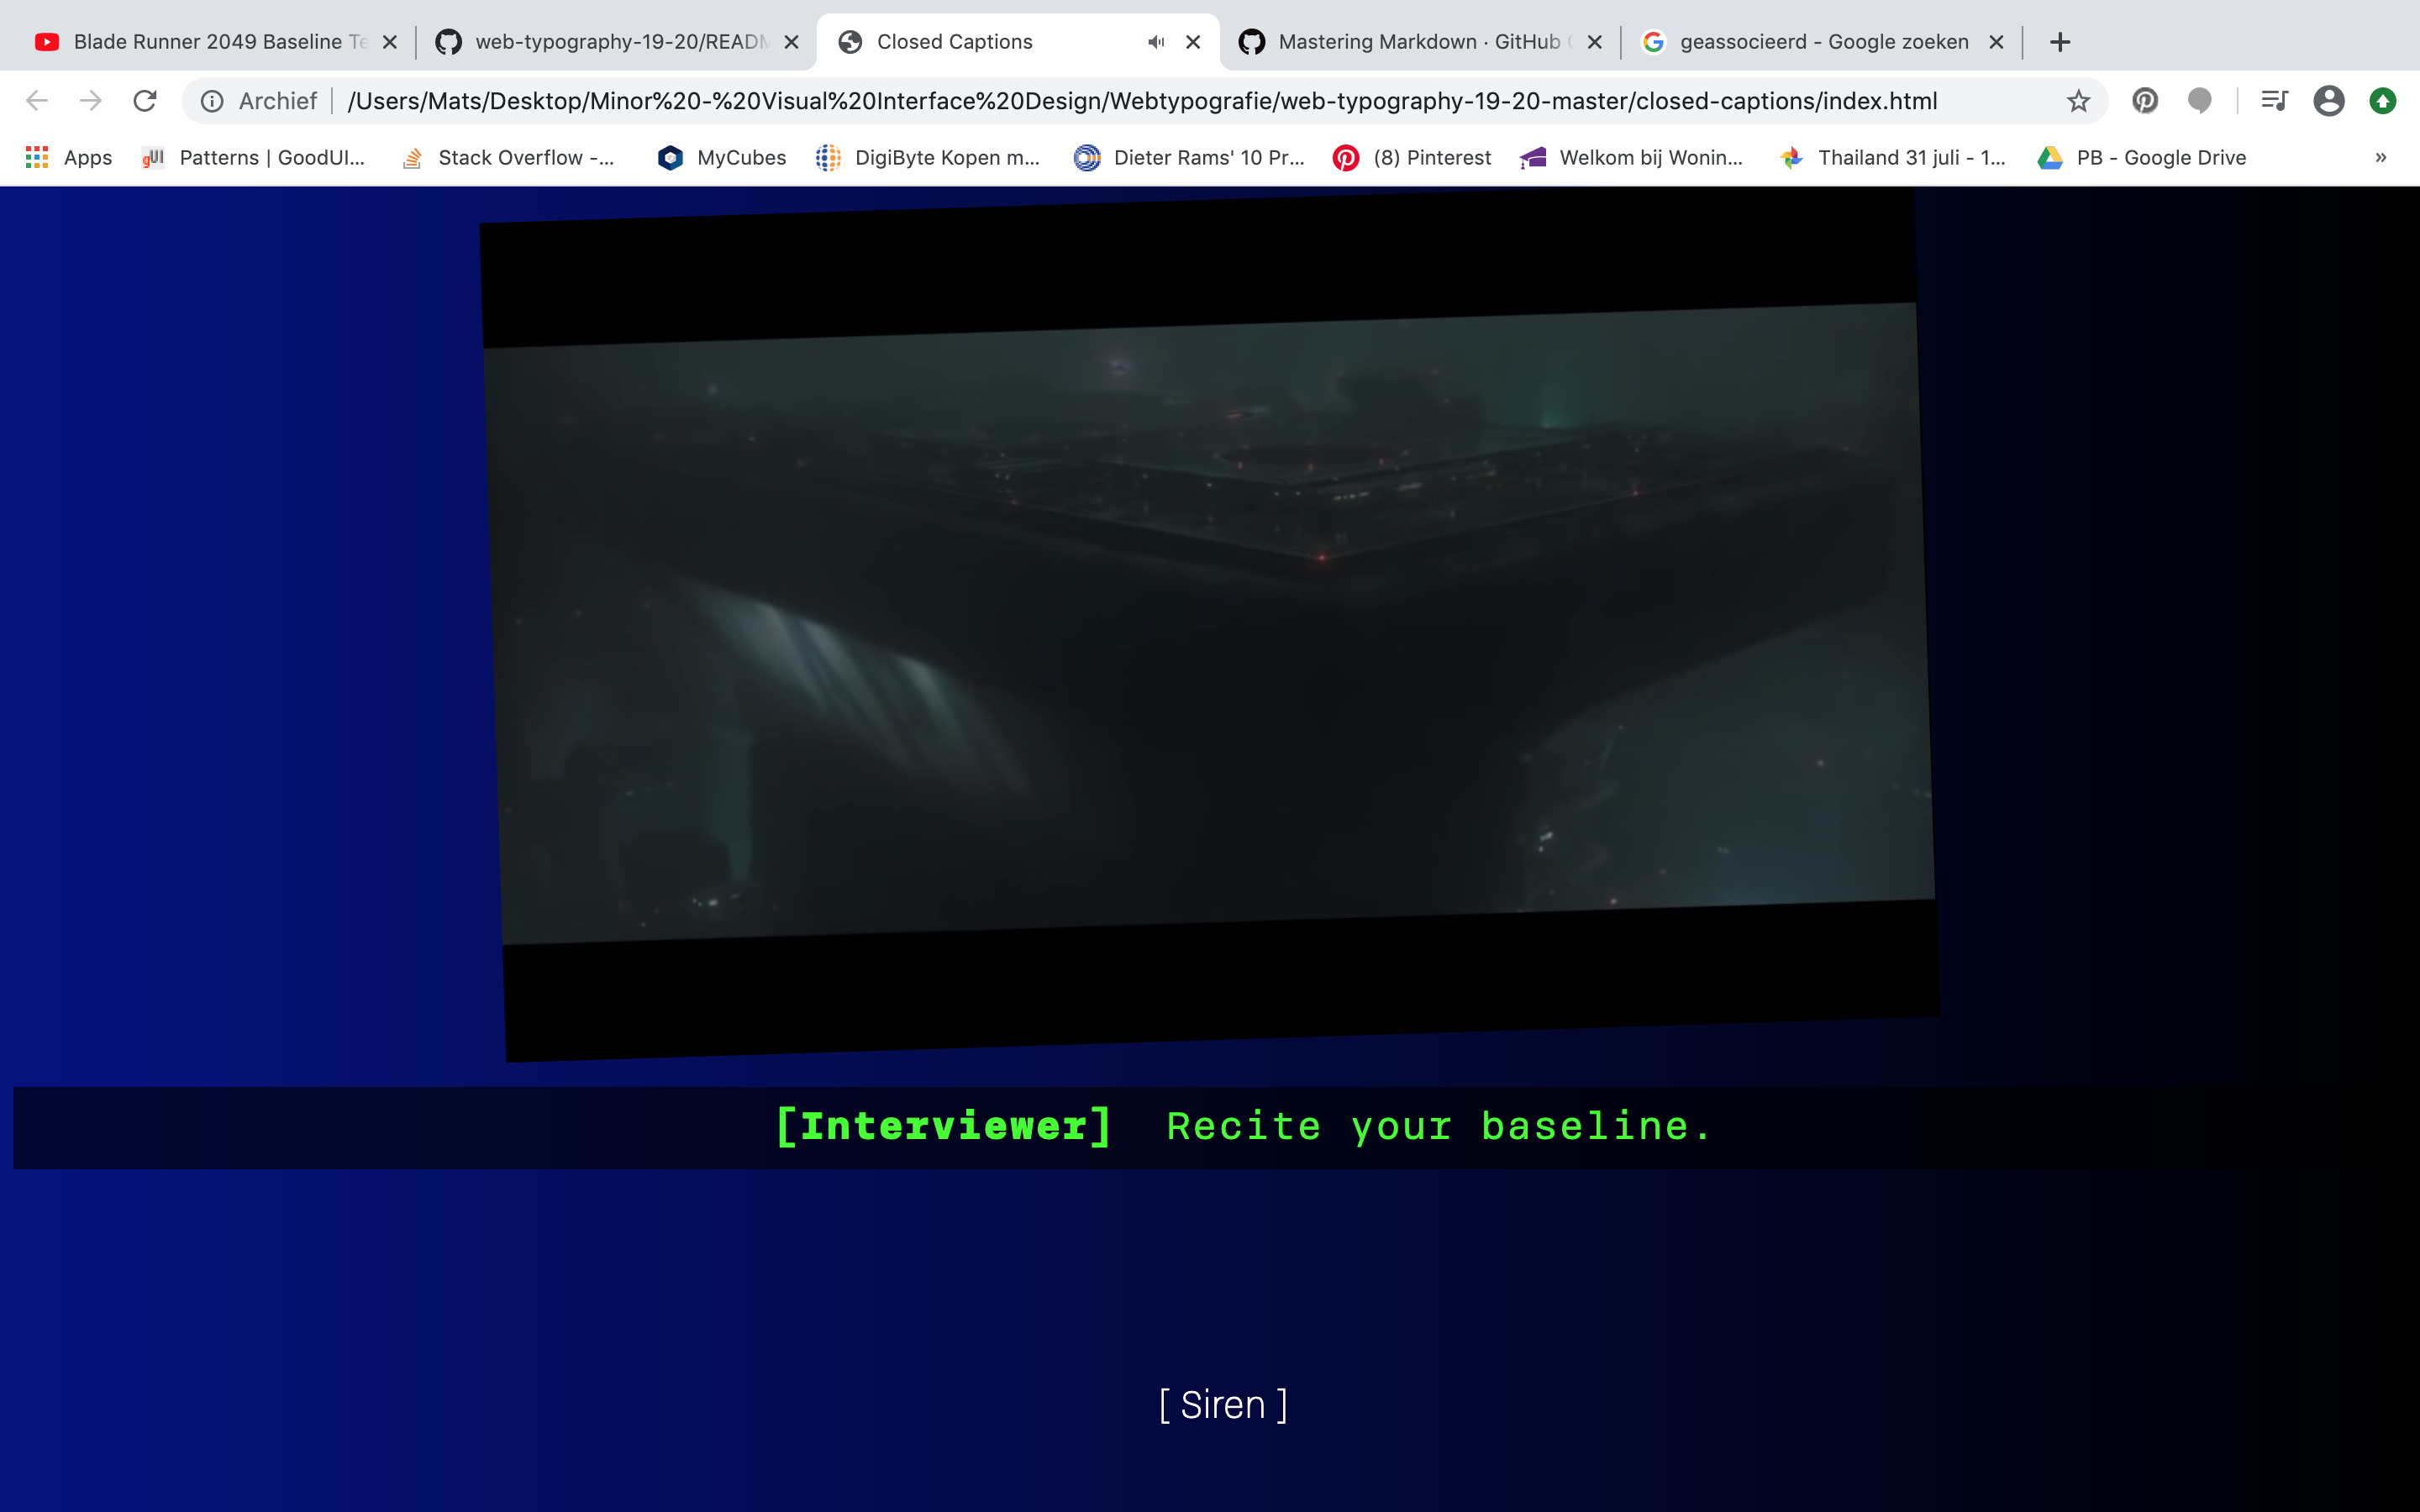 Blade Runner 2049 Baseline Te
web-typography-19-20/READM
Closed Captions
Mastering Markdown · GitHub
geassocieerd - Google zoeken
Archief
/Users/Mats/Desktop/Minor%20-%20Visual%20Interface%20Design/Webtypografie/web-typography-19-20-master/closed-captions/index.html
Apps
gUI
Patterns | GoodUI...
Stack Overflow -...
MyCubes
DigiByte Kopen m...
Dieter Rams' 10 Pr...
(8) Pinterest
Welkom bij Wonin...
Thailand 31 juli - 1...
PB - Google Drive
»
[Interviewer] Recite your baseline.
[ Siren ]